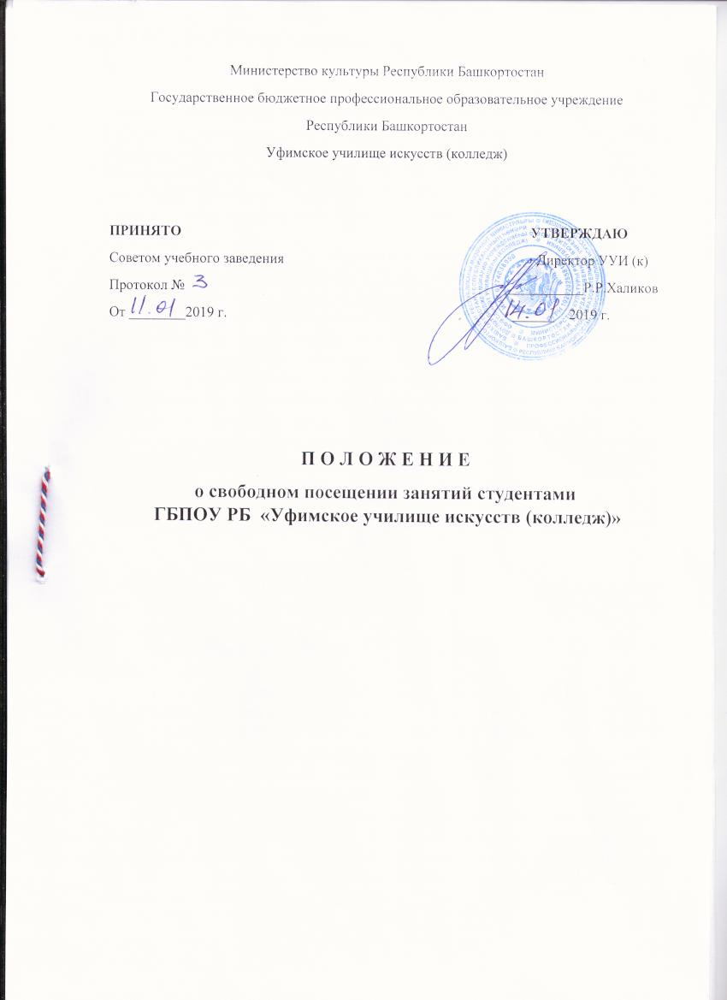 Министерство культуры Республики Башкортостан
Государственное бюджетное профессиональное образовательное учреждение
Республики Башкортостан
Уфимское училище искусств (колледж)
ПРИНЯТО
Советом учебного заведения
Протокол № 3
От 11.01 2019 г.
УТВЕРЖДАЮ
Директор УУИ (к)
Р.Р.Халиков
14.01 2019 г.
П О Л О Ж Е Н И Е
о свободном посещении занятий студентами
ГБПОУ РБ «Уфимское училище искусств (колледж)»